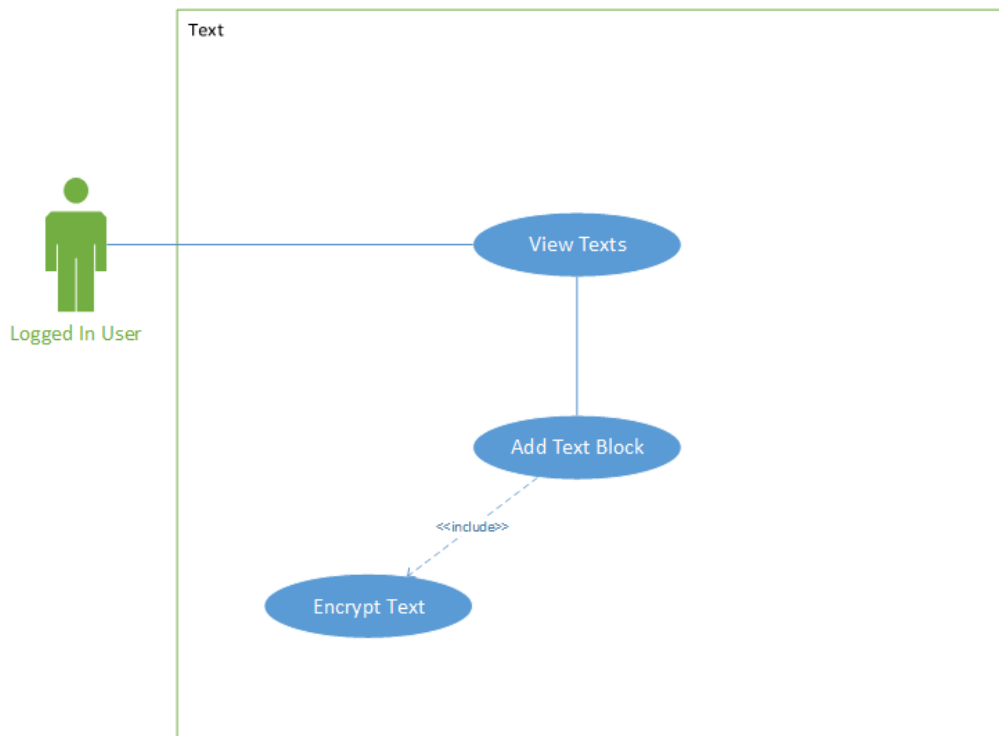 Text
View Texts
Logged In User
Add Text Block
<<include>>
Encrypt Text